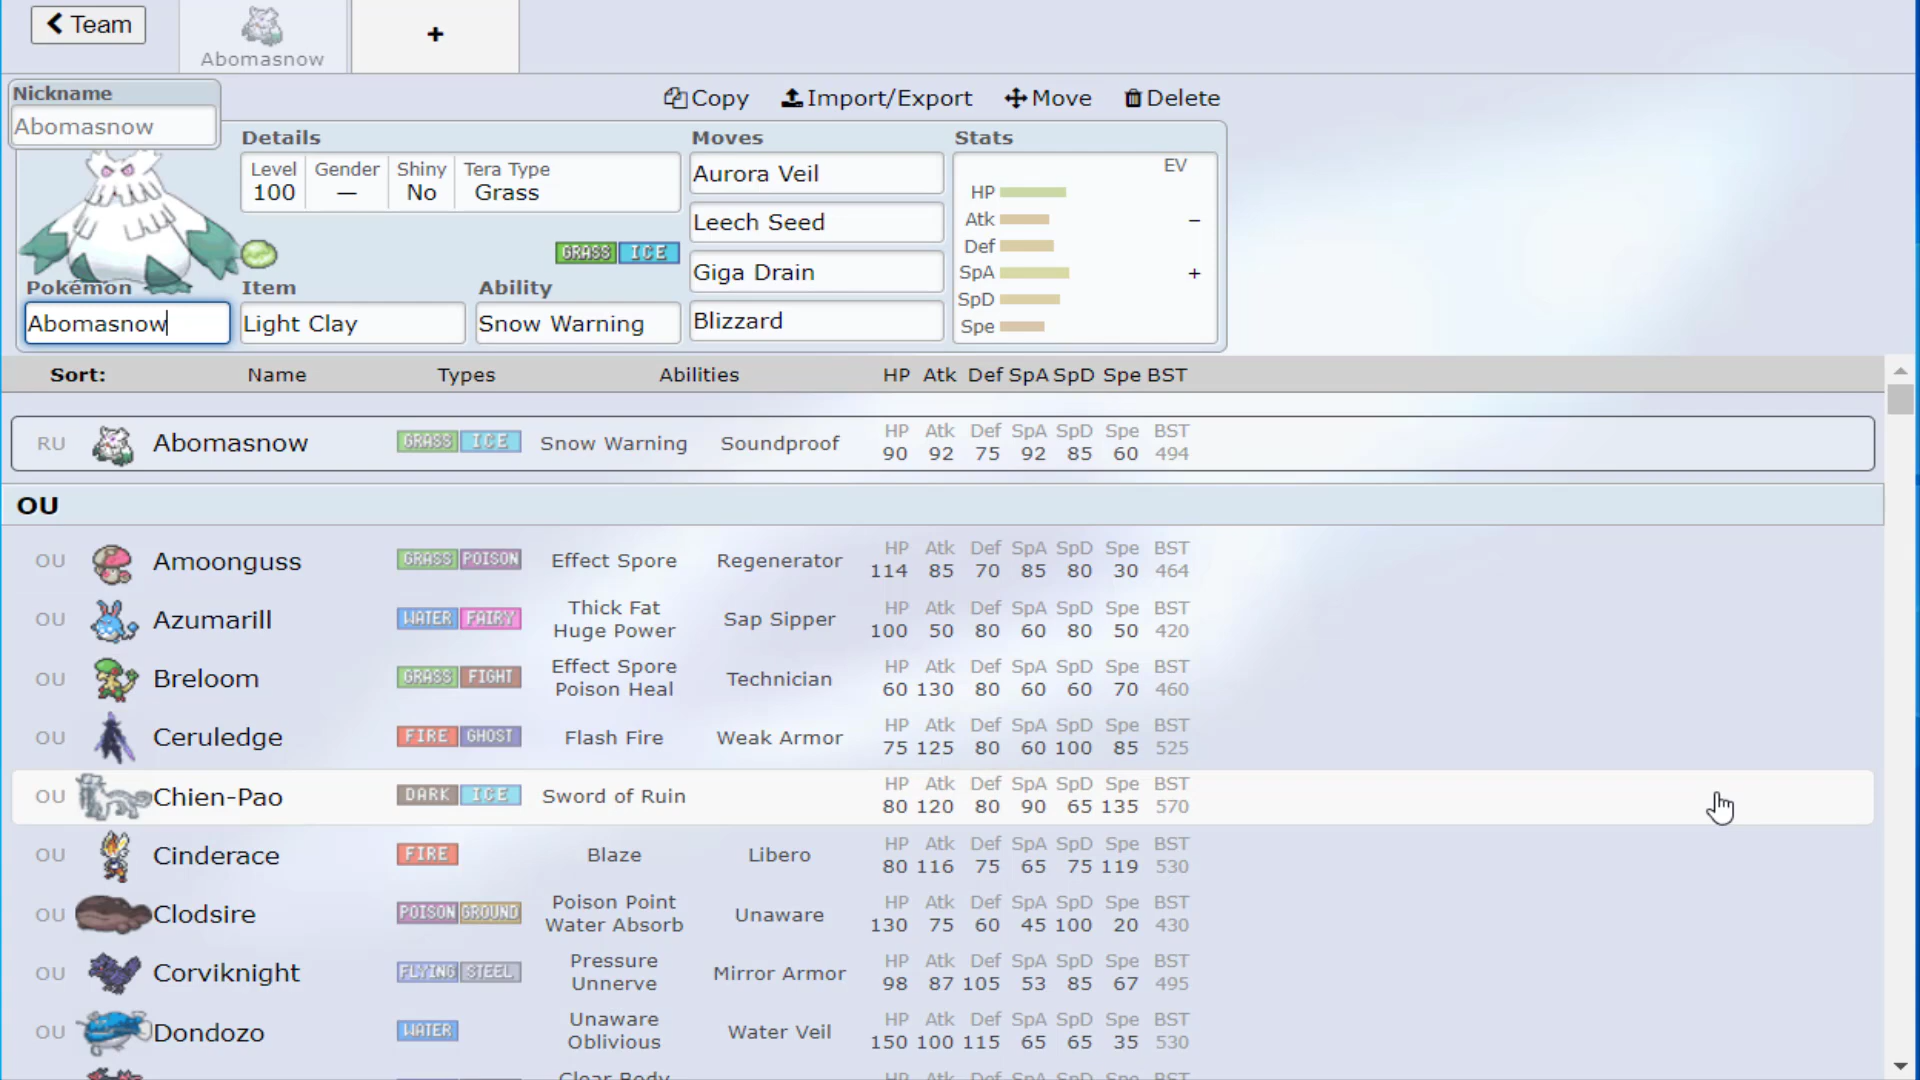 Team
Abomasnow
+
Nickname
Abomasnow
Copy Import/Export Move Delete
Details
Level Gender Shiny Tera Type
100 — No Grass
GRASS ICE
Pokémon Item Ability
Abomasnow Light Clay Snow Warning
Moves
Aurora Veil
Leech Seed
Giga Drain
Blizzard
Stats
EV
HP
Atk −
Def
SpA +
SpD
Spe
Sort: Name Types Abilities HP Atk Def SpA SpD Spe BST
RU Abomasnow GRASS ICE Snow Warning Soundproof
HP Atk Def SpA SpD Spe BST
90 92 75 92 85 60 494
OU
OU Amoonguss GRASS POISON Effect Spore Regenerator
HP Atk Def SpA SpD Spe BST
114 85 70 85 80 30 464
OU Azumarill WATER FAIRY
Thick Fat
Huge Power
Sap Sipper
HP Atk Def SpA SpD Spe BST
100 50 80 60 80 50 420
OU Breloom GRASS FIGHT
Effect Spore
Poison Heal
Technician
HP Atk Def SpA SpD Spe BST
60 130 80 60 60 70 460
OU Ceruledge FIRE GHOST Flash Fire Weak Armor
HP Atk Def SpA SpD Spe BST
75 125 80 60 100 85 525
OU Chien-Pao DARK ICE Sword of Ruin
HP Atk Def SpA SpD Spe BST
80 120 80 90 65 135 570
OU Cinderace FIRE Blaze Libero
HP Atk Def SpA SpD Spe BST
80 116 75 65 75 119 530
OU Clodsire POISON GROUND
Poison Point
Water Absorb
Unaware
HP Atk Def SpA SpD Spe BST
130 75 60 45 100 20 430
OU Corviknight FLYING STEEL
Pressure
Unnerve
Mirror Armor
HP Atk Def SpA SpD Spe BST
98 87 105 53 85 67 495
OU Dondozo WATER
Unaware
Oblivious
Water Veil
HP Atk Def SpA SpD Spe BST
150 100 115 65 65 35 530
Clear Body
HP Atk Def SpA SpD Spe BST